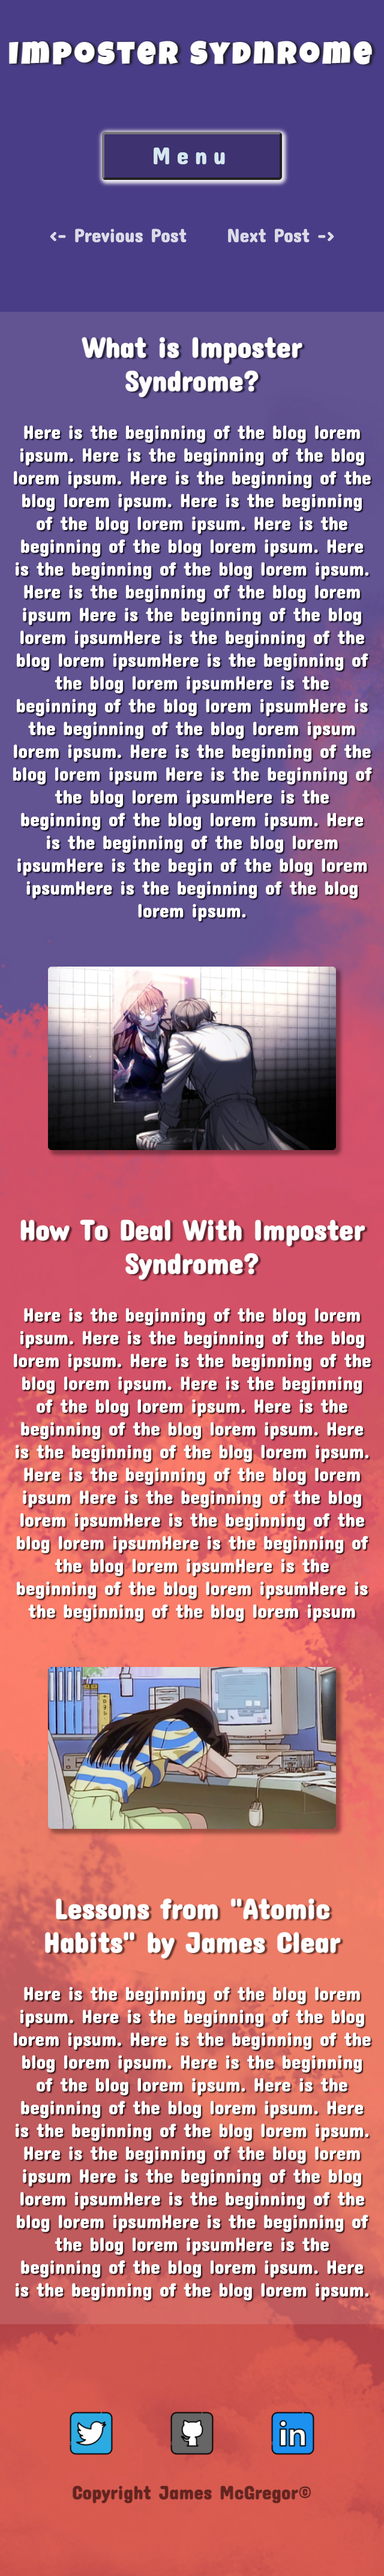 Imposter Sydnrome
Menu
<- Previous Post Next Post ->
What is Imposter
Syndrome?
Here is the beginning of the blog lorem
ipsum. Here is the beginning of the blog
lorem ipsum. Here is the beginning of the
blog lorem ipsum. Here is the beginning
of the blog lorem ipsum. Here is the
beginning of the blog lorem ipsum. Here
is the beginning of the blog lorem ipsum.
Here is the beginning of the blog lorem
ipsum Here is the beginning of the blog
lorem ipsumHere is the beginning of the
blog lorem ipsumHere is the beginning of
the blog lorem ipsumHere is the
beginning of the blog lorem ipsumHere is
the beginning of the blog lorem ipsum
lorem ipsum. Here is the beginning of the
blog lorem ipsum Here is the beginning of
the blog lorem ipsumHere is the
beginning of the blog lorem ipsum. Here
is the beginning of the blog lorem
ipsumHere is the begin of the blog lorem
ipsumHere is the beginning of the blog
lorem ipsum.
How To Deal With Imposter
Syndrome?
Here is the beginning of the blog lorem
ipsum. Here is the beginning of the blog
lorem ipsum. Here is the beginning of the
blog lorem ipsum. Here is the beginning
of the blog lorem ipsum. Here is the
beginning of the blog lorem ipsum. Here
is the beginning of the blog lorem ipsum.
Here is the beginning of the blog lorem
ipsum Here is the beginning of the blog
lorem ipsumHere is the beginning of the
blog lorem ipsumHere is the beginning of
the blog lorem ipsumHere is the
beginning of the blog lorem ipsumHere is
the beginning of the blog lorem ipsum
Lessons from "Atomic
Habits" by James Clear
Here is the beginning of the blog lorem
ipsum. Here is the beginning of the blog
lorem ipsum. Here is the beginning of the
blog lorem ipsum. Here is the beginning
of the blog lorem ipsum. Here is the
beginning of the blog lorem ipsum. Here
is the beginning of the blog lorem ipsum.
Here is the beginning of the blog lorem
ipsum Here is the beginning of the blog
lorem ipsumHere is the beginning of the
blog lorem ipsumHere is the beginning of
the blog lorem ipsumHere is the
beginning of the blog lorem ipsum. Here
is the beginning of the blog lorem ipsum.
in
Copyright James McGregor©